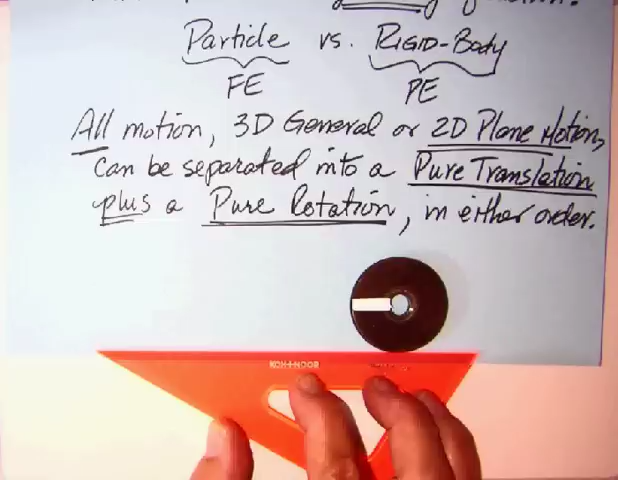 Particle vs. Rigid-Body
FE PE
All motion, 3D General or 2D Plane Motion,
can be separated into a Pure Translation
plus a Pure Rotation, in either order.
KOH-I-NOOR